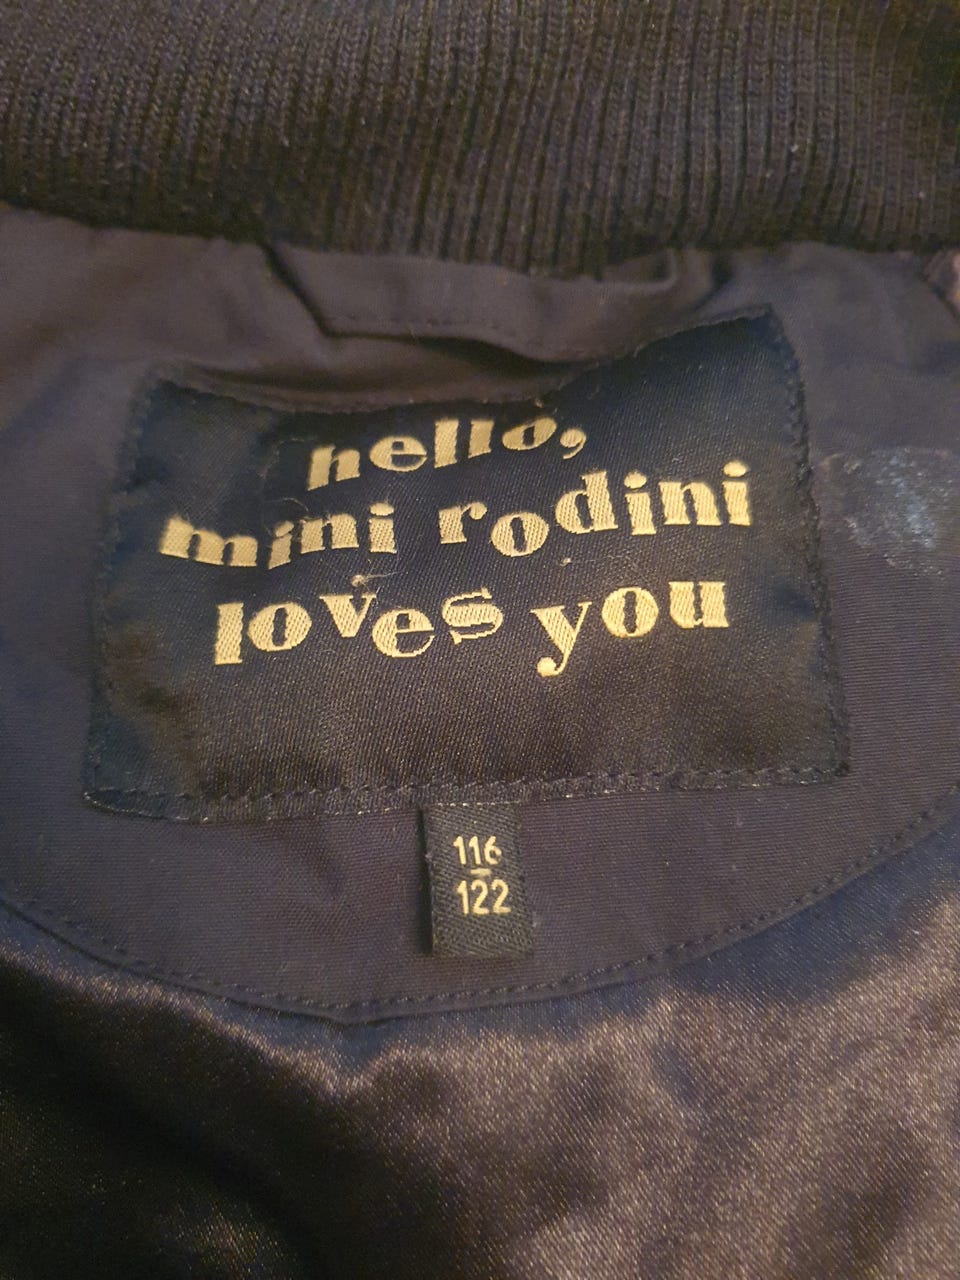 hello,
mini rodini
loves you
116
-
122